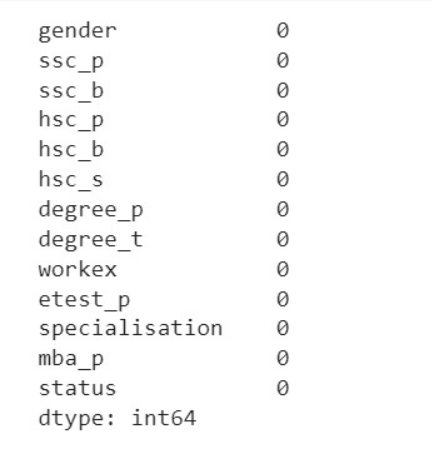 gender 0
ssc_p 0
ssc_b 0
hsc_p 0
hsc_b 0
hsc_s 0
degree_p 0
degree_t 0
workex 0
etest_p 0
specialisation 0
mba_p 0
status 0
dtype: int64